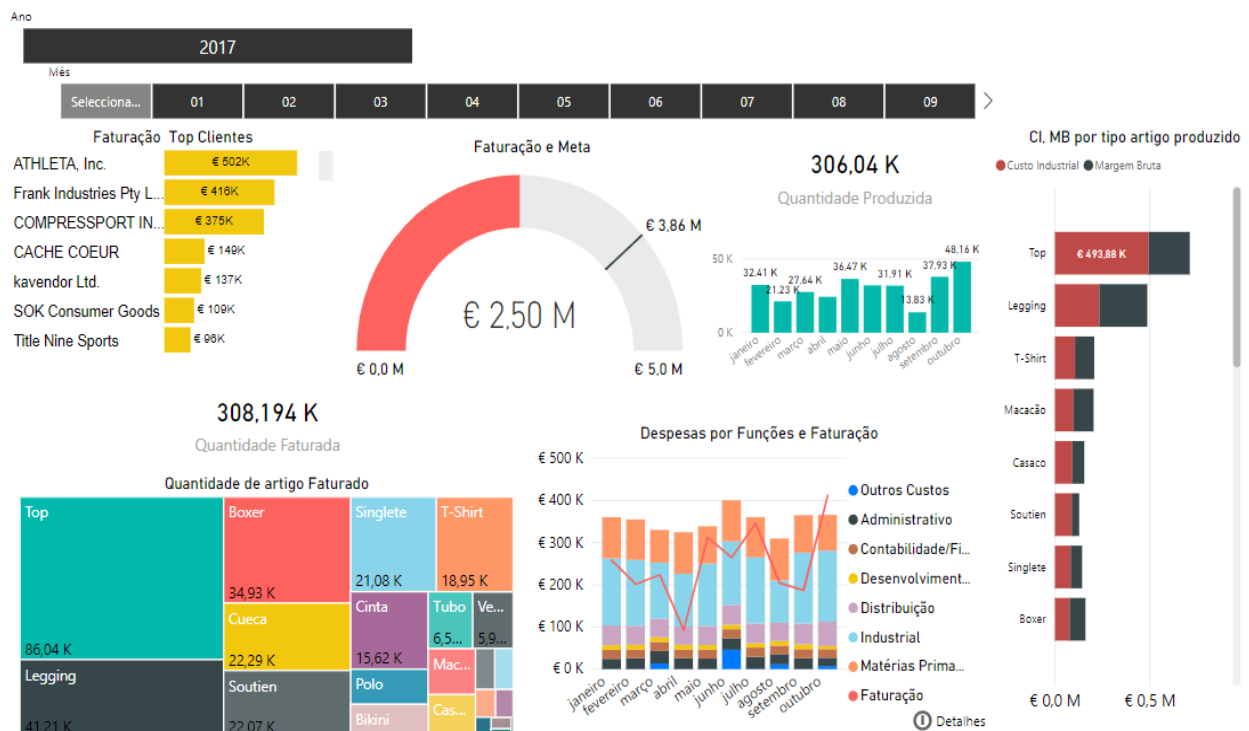 Ano
2017
Mês
Selecciona...
01
02
03
04
05
06
07
08
09
Faturação Top Clientes
ATHLETA, Inc.
€ 502K
Frank Industries Pty L...
€ 416K
COMPRESSPORT IN...
€ 375K
CACHE COEUR
€ 149K
kavendor Ltd.
€ 137K
SOK Consumer Goods
€ 109K
Title Nine Sports
€ 96K
Faturação e Meta
€ 3,86 M
€ 2,50 M
€ 0,0 M
€ 5,0 M
306,04 K
Quantidade Produzida
50 K
0 K
32,41 K
21,23 K
27,64 K
36,47 K
31,91 K
13,83 K
37,93 K
48,16 K
janeiro
fevereiro
março
abril
maio
junho
julho
agosto
setembro
outubro
CI, MB por tipo artigo produzido
Custo Industrial
Margem Bruta
Top
€ 493,88 K
Legging
T-Shirt
Macacão
Casaco
Soutien
Singlete
Boxer
€ 0,0 M
€ 0,5 M
308,194 K
Quantidade Faturada
Quantidade de artigo Faturado
Top
86,04 K
Legging
41,21 K
Boxer
34,93 K
Cueca
22,29 K
Soutien
22,07 K
Singlete
21,08 K
T-Shirt
18,95 K
Cinta
15,62 K
Polo
Bikini
Tubo
6,5...
Ve...
5,9...
Mac...
Cas...
Despesas por Funções e Faturação
€ 500 K
€ 400 K
€ 300 K
€ 200 K
€ 100 K
€ 0 K
janeiro
fevereiro
março
abril
maio
junho
julho
agosto
setembro
outubro
Outros Custos
Administrativo
Contabilidade/Fi...
Desenvolviment...
Distribuição
Industrial
Matérias Prima...
Faturação
Detalhes